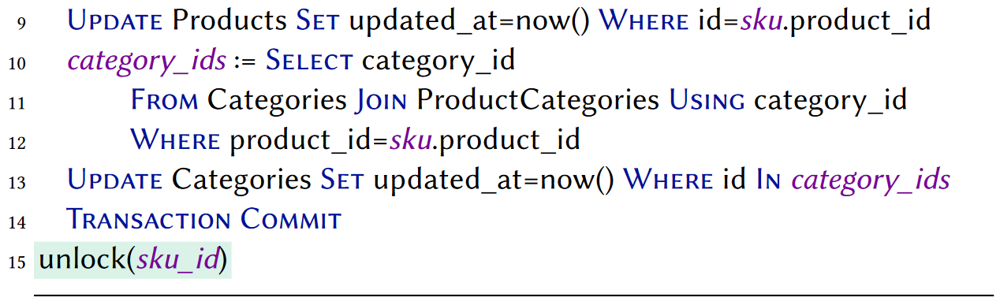 9 UPDATE Products SET updated_at=now() WHERE id=sku.product_id
10 category_ids := SELECT category_id
11 FROM Categories JOIN ProductCategories USING category_id
12 WHERE product_id=sku.product_id
13 UPDATE Categories SET updated_at=now() WHERE id IN category_ids
14 TRANSACTION COMMIT
15 unlock(sku_id)